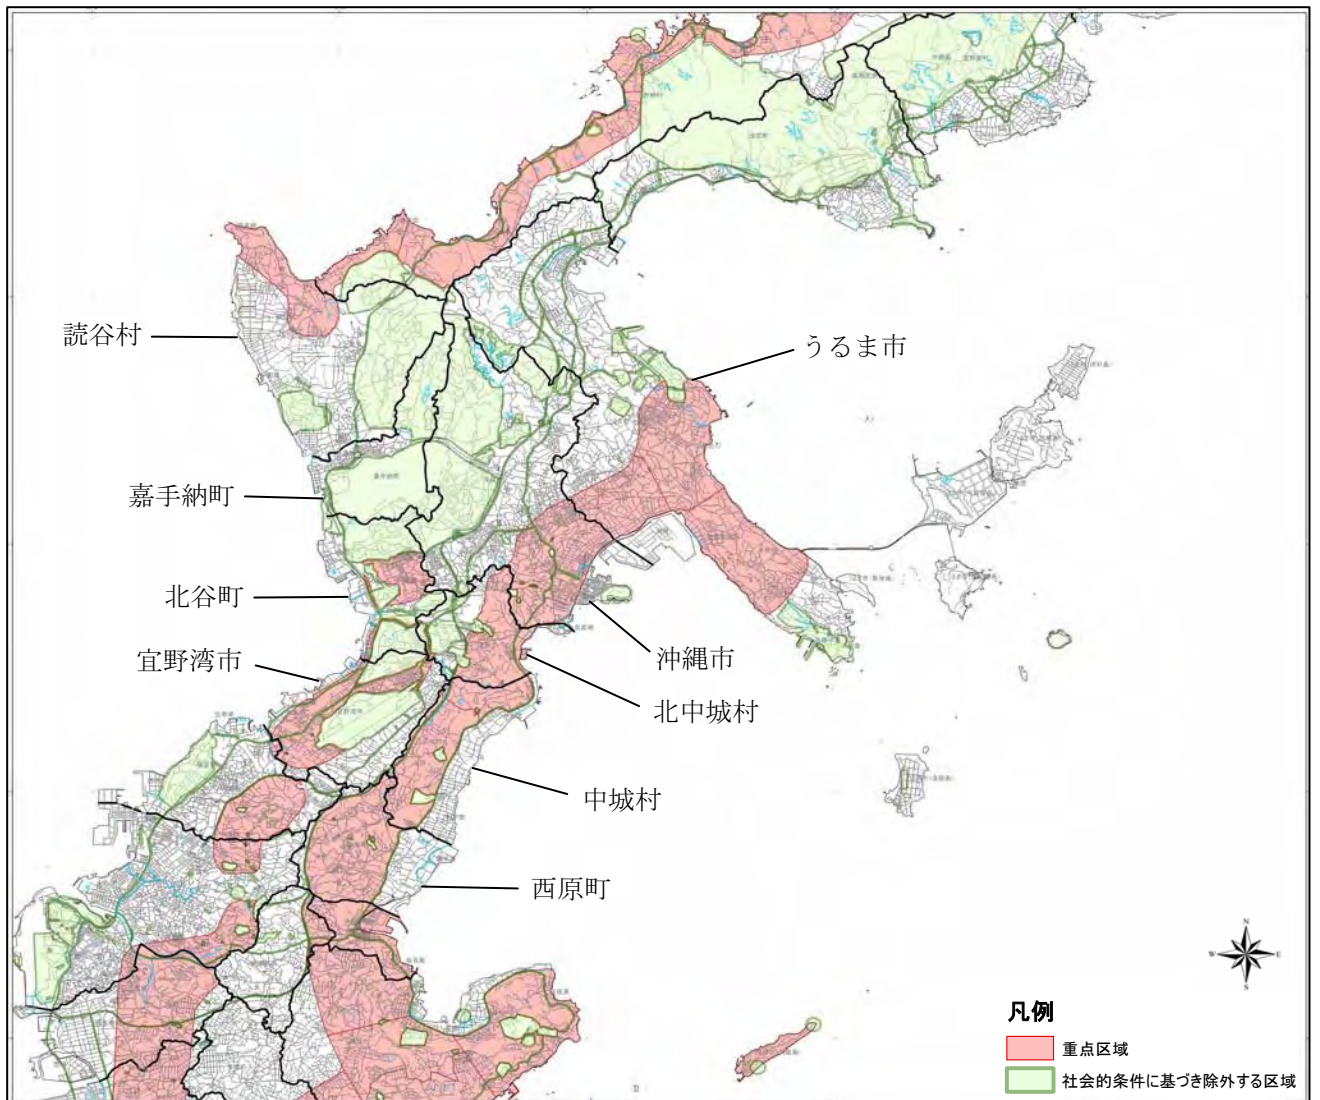 読谷村
うるま市
嘉手納町
北谷町
宜野湾市
沖縄市
北中城村
中城村
西原町
N
W
E
S
凡例
重点区域
社会的条件に基づき除外する区域